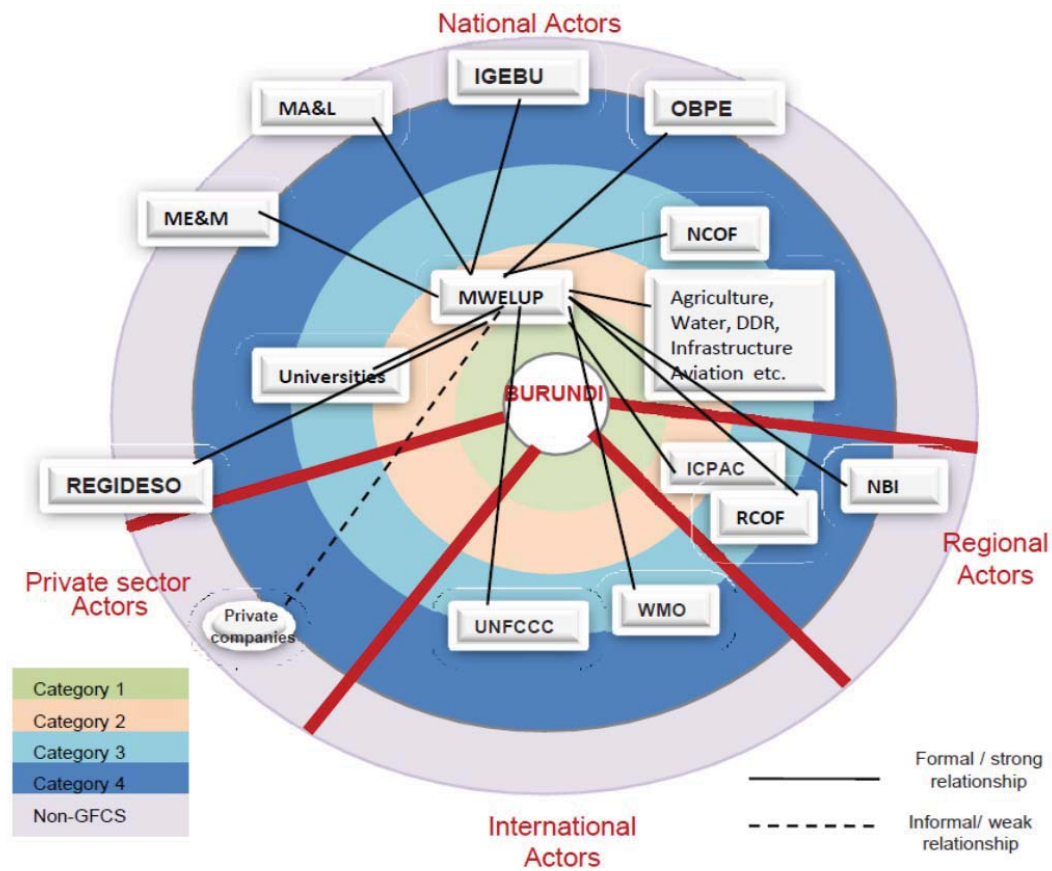 National Actors
IGEBU
MA&L
OBPE
ME&M
NCOF
MWELUP
Agriculture,
Water, DDR,
Infrastructure
Aviation etc.
Universities
BURUNDI
ICPAC
REGIDESO
NBI
RCOF
Regional
Actors
Private sector
Actors
WMO
UNFCCC
Private
companies
Category 1
Category 2
Category 3
Category 4
Non-GFCS
Formal / strong
relationship
International
Actors
Informal/ weak
relationship